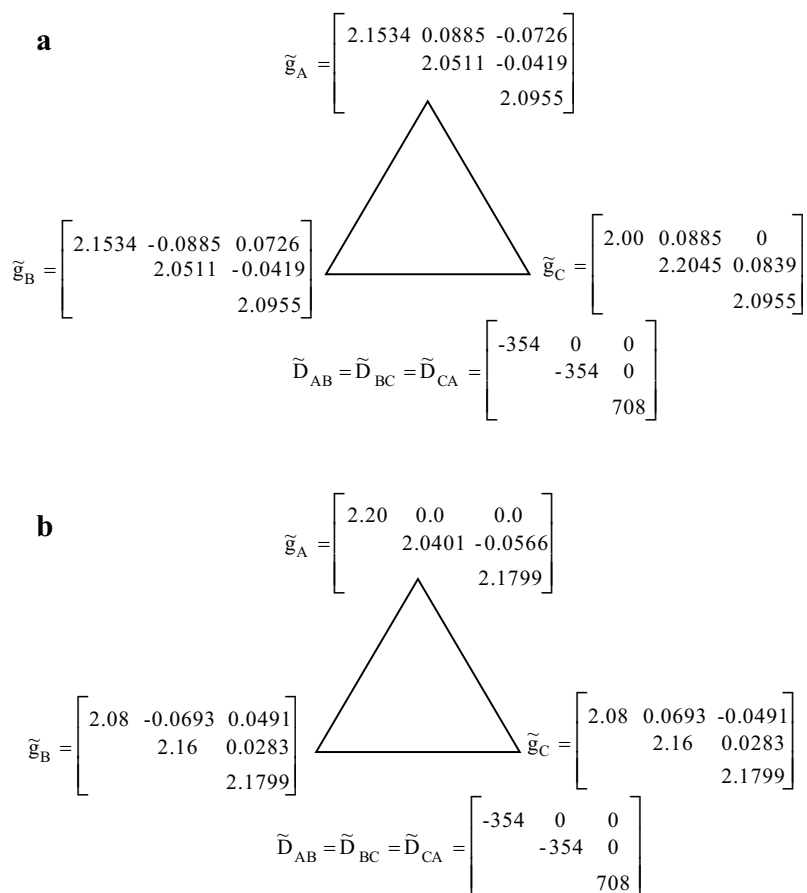 a
g̃A = [2.1534 0.0885 -0.0726
2.0511 -0.0419
2.0955]
g̃B = [2.1534 -0.0885 0.0726
2.0511 -0.0419
2.0955]
g̃C = [2.00 0.0885 0
2.2045 0.0839
2.0955]
D̃AB = D̃BC = D̃CA = [-354 0 0
-354 0
708]
b
g̃A = [2.20 0.0 0.0
2.0401 -0.0566
2.1799]
g̃B = [2.08 -0.0693 0.0491
2.16 0.0283
2.1799]
g̃C = [2.08 0.0693 -0.0491
2.16 0.0283
2.1799]
D̃AB = D̃BC = D̃CA = [-354 0 0
-354 0
708]